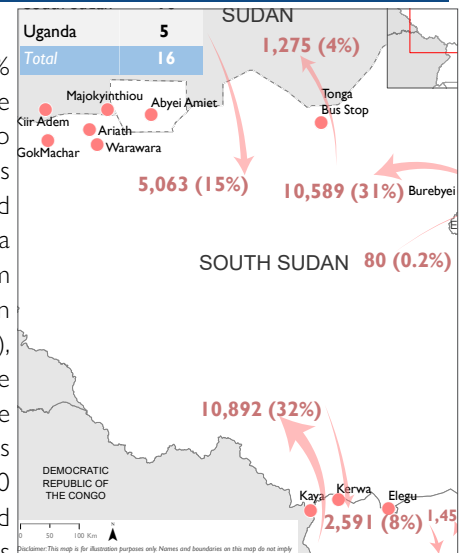 SUDAN
Uganda 5
Total 16
1,275 (4%)
Majokyinthiou
Abyei Amiet
Tonga
Bus Stop
Kiir Adem
Ariath
GokMachar
Warawara
5,063 (15%)
10,589 (31%)
Burebyei
SOUTH SUDAN
80 (0.2%)
10,892 (32%)
DEMOCRATIC
REPUBLIC OF
THE CONGO
Kaya
Kerwa
Elegu
2,591 (8%)
1,45
0 50 100 Km
N
Disclaimer: This map is for illustration purposes only. Names and boundaries on this map do not imply